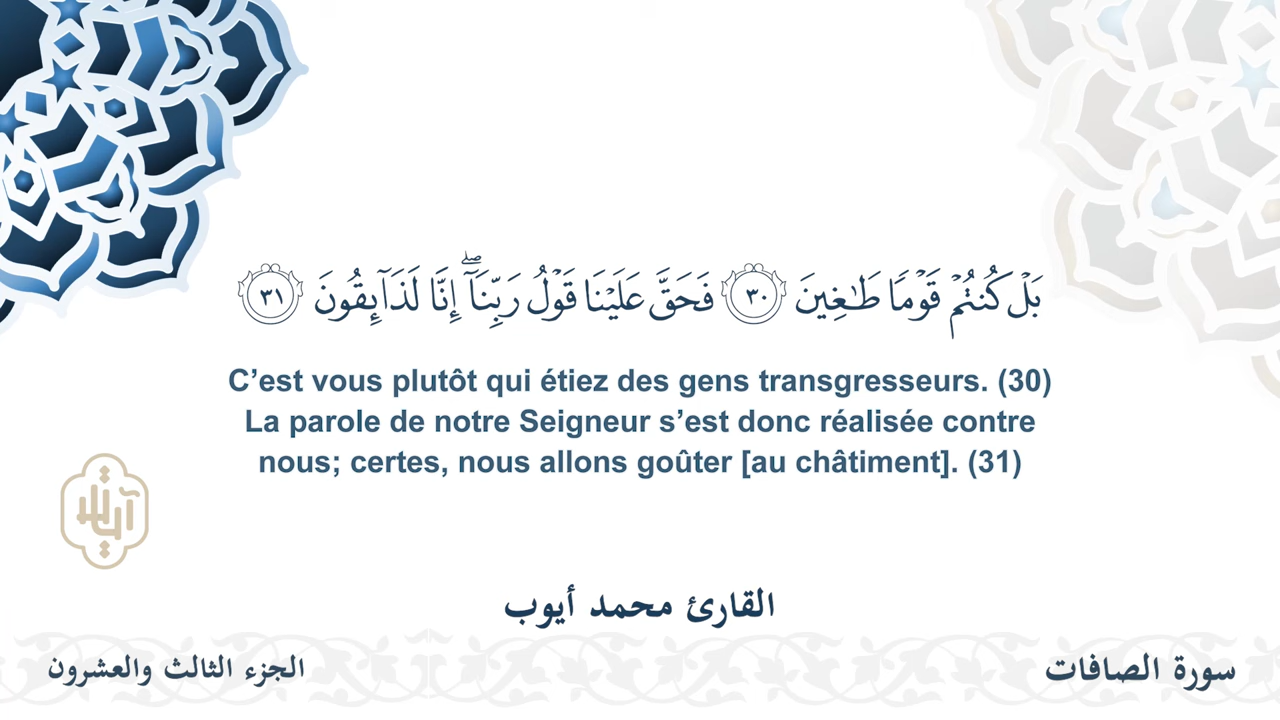 بَلْ كُنتُمْ قَوْمًا طَـٰغِينَ ٣٠ فَحَقَّ عَلَيْنَا قَوْلُ رَبِّنَآ ۖ إِنَّا لَذَآئِقُونَ ٣١
C’est vous plutôt qui étiez des gens transgresseurs. (30)
La parole de notre Seigneur s’est donc réalisée contre
nous; certes, nous allons goûter [au châtiment]. (31)
آيات
القارئ محمد أيوب
سورة الصافات
الجزء الثالث والعشرون